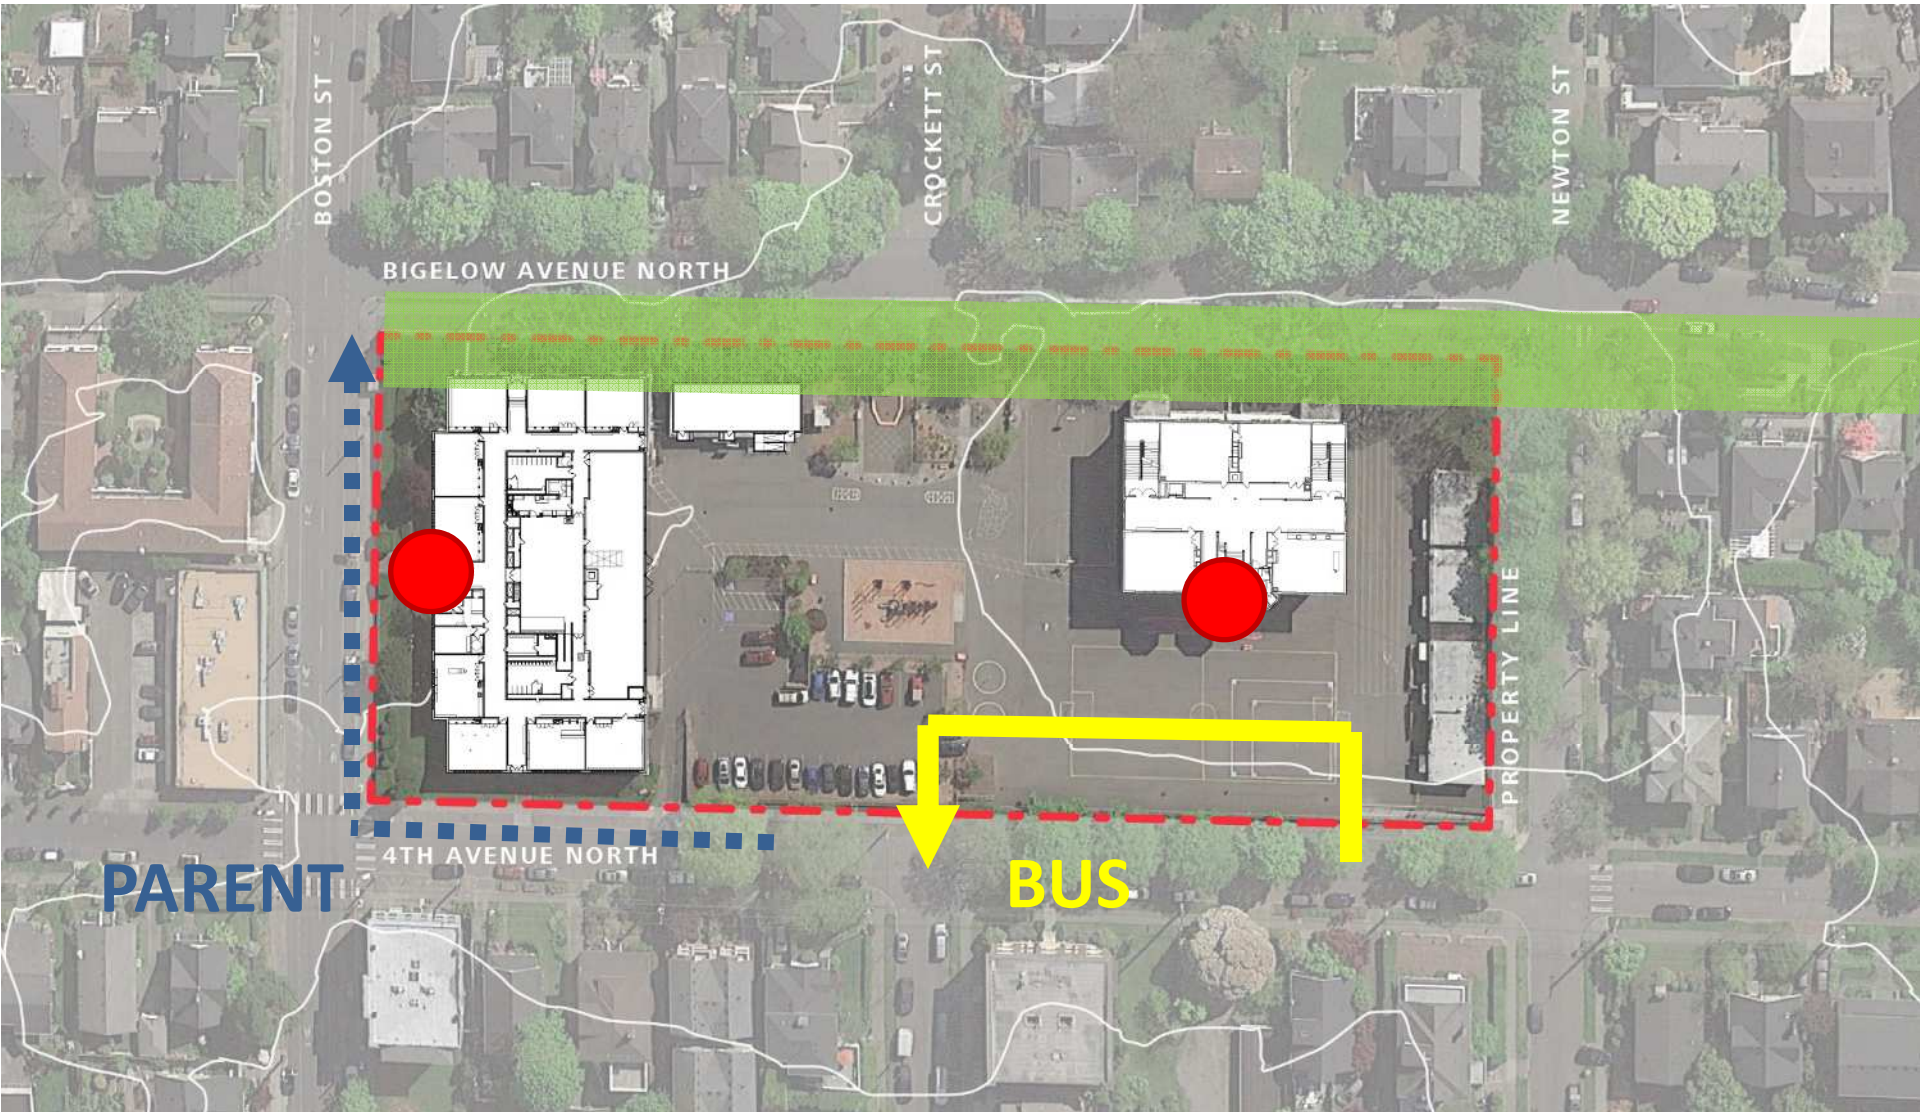 BOSTON ST
CROCKETT ST
NEWTON ST
BIGELOW AVENUE NORTH
PROPERTY LINE
4TH AVENUE NORTH
PARENT
BUS